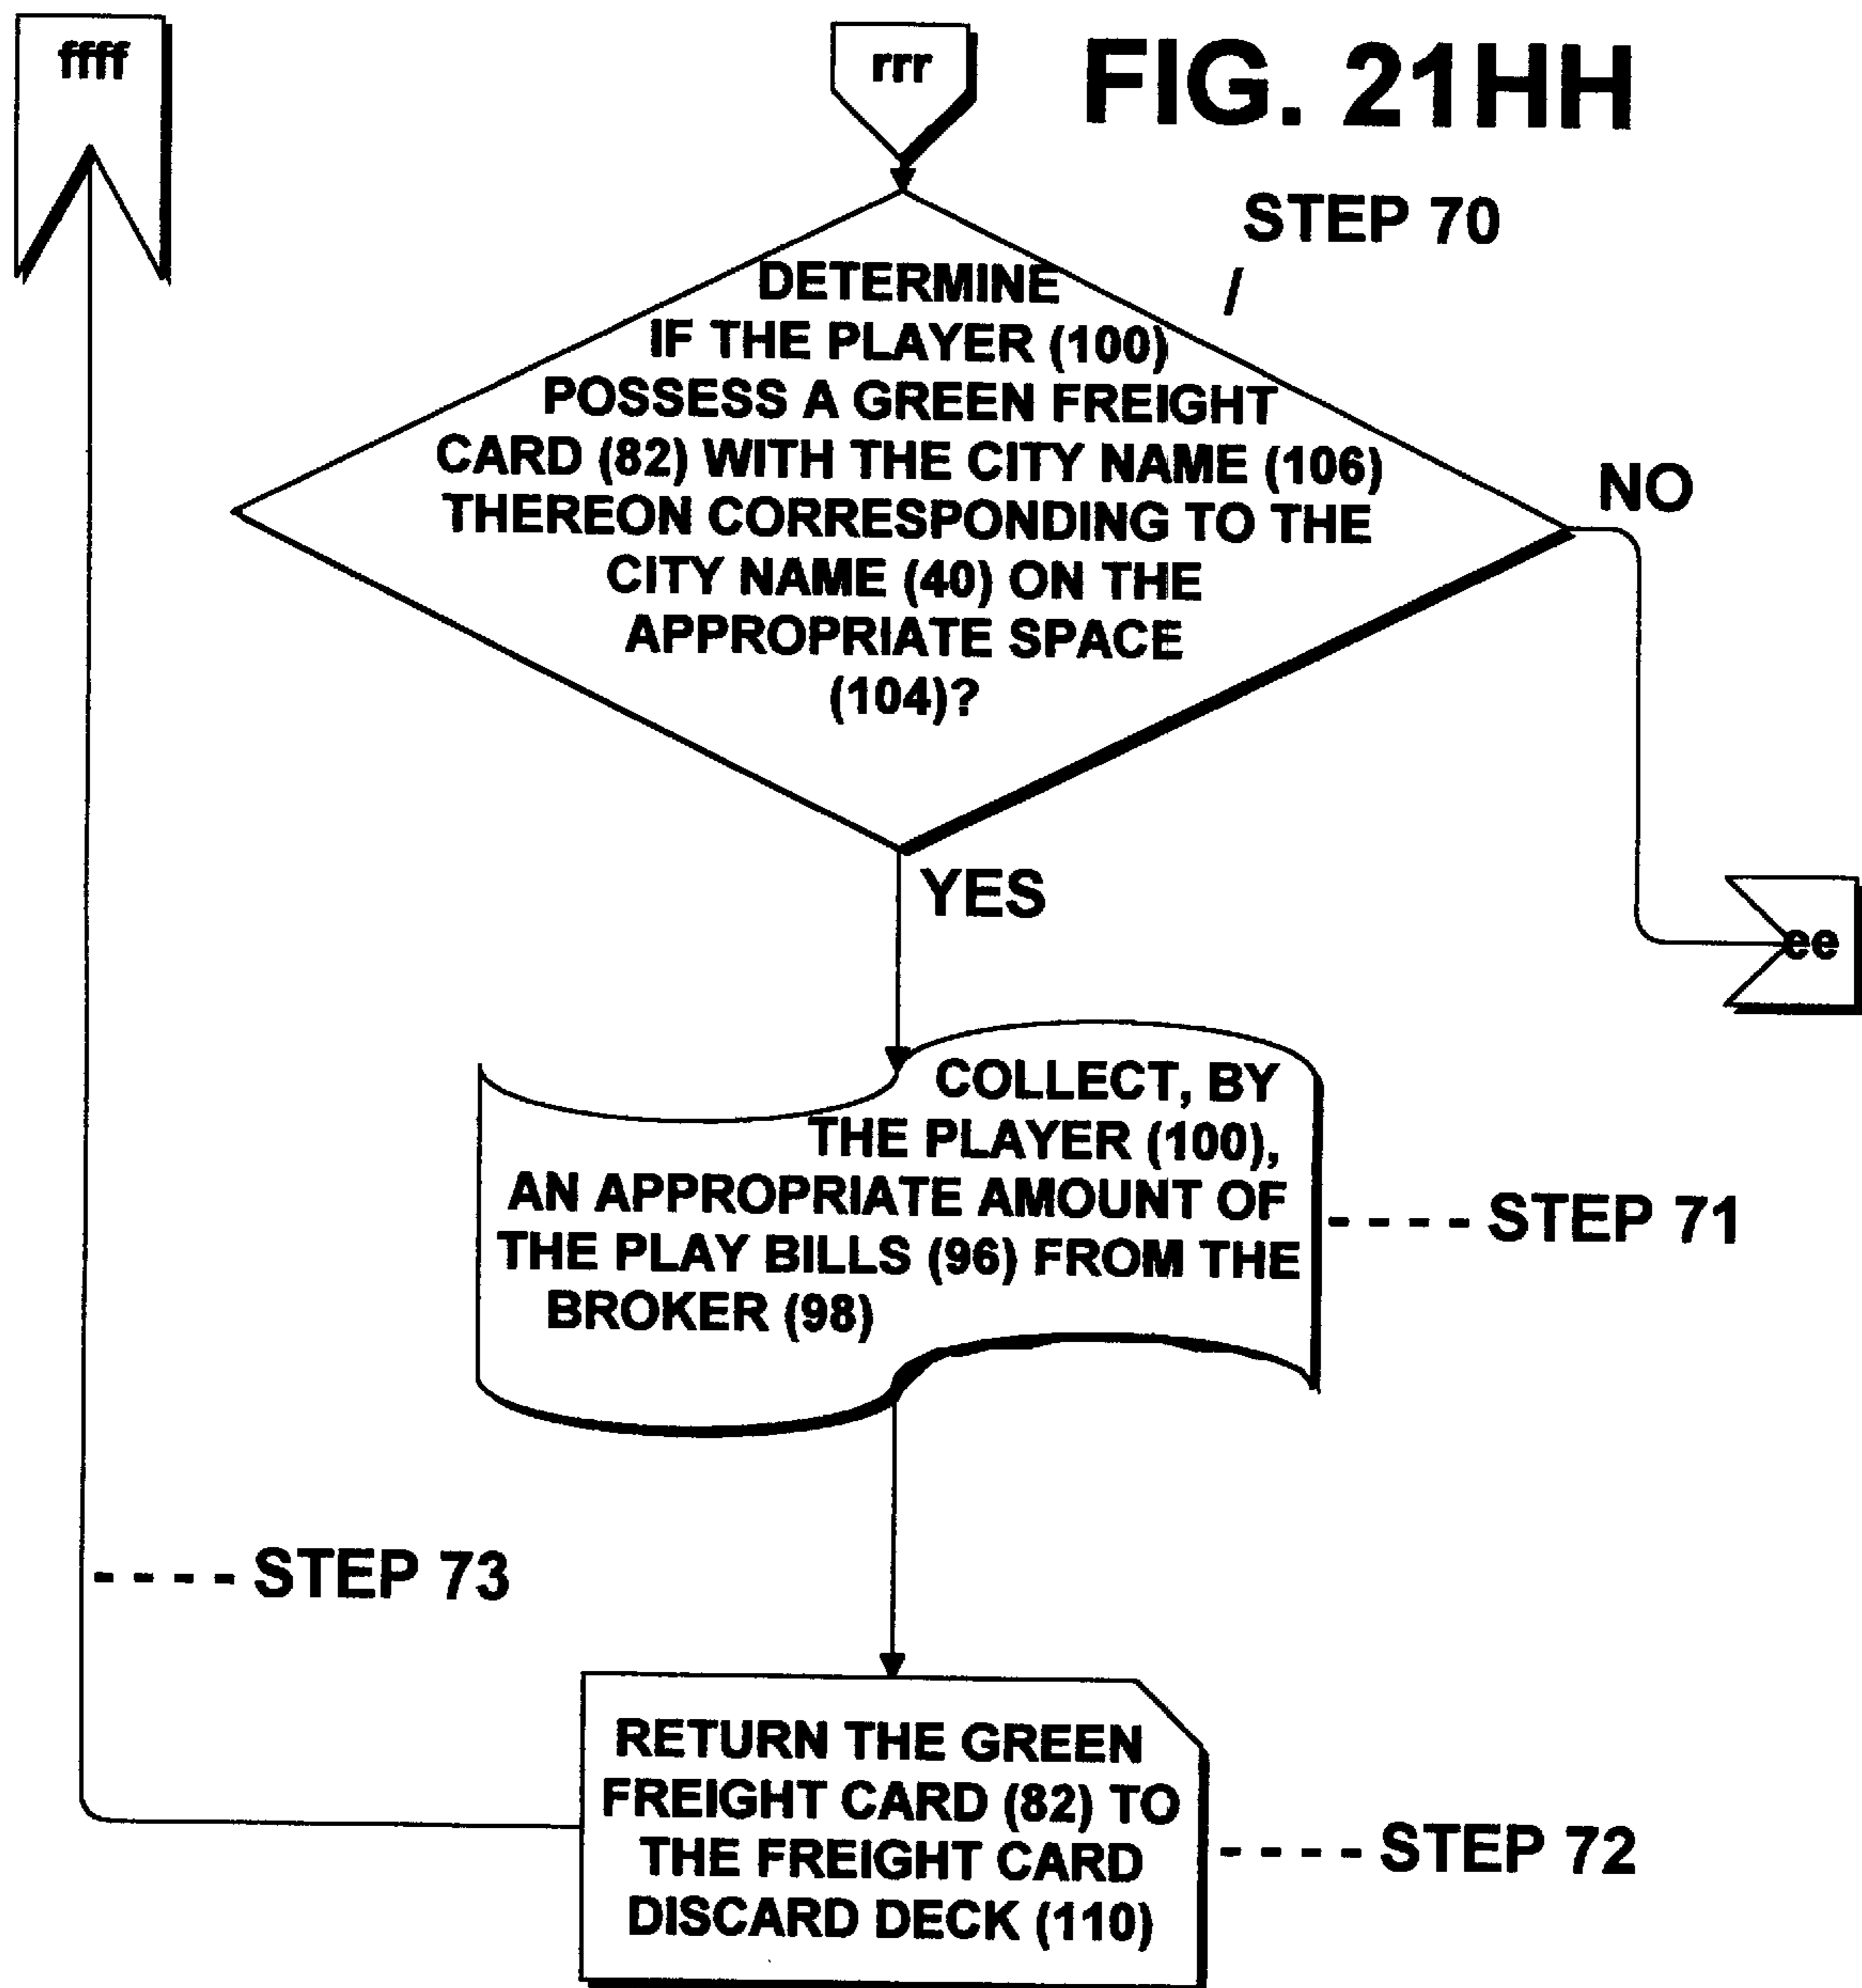 ffff
rrr
FIG. 21HH
STEP 70
DETERMINE
IF THE PLAYER (100)
POSSESS A GREEN FREIGHT
CARD (82) WITH THE CITY NAME (106)
THEREON CORRESPONDING TO THE
CITY NAME (40) ON THE
APPROPRIATE SPACE
(104)?
NO
YES
ee
COLLECT, BY
THE PLAYER (100),
AN APPROPRIATE AMOUNT OF
THE PLAY BILLS (96) FROM THE
BROKER (98)
STEP 71
STEP 73
RETURN THE GREEN
FREIGHT CARD (82) TO
THE FREIGHT CARD
DISCARD DECK (110)
STEP 72